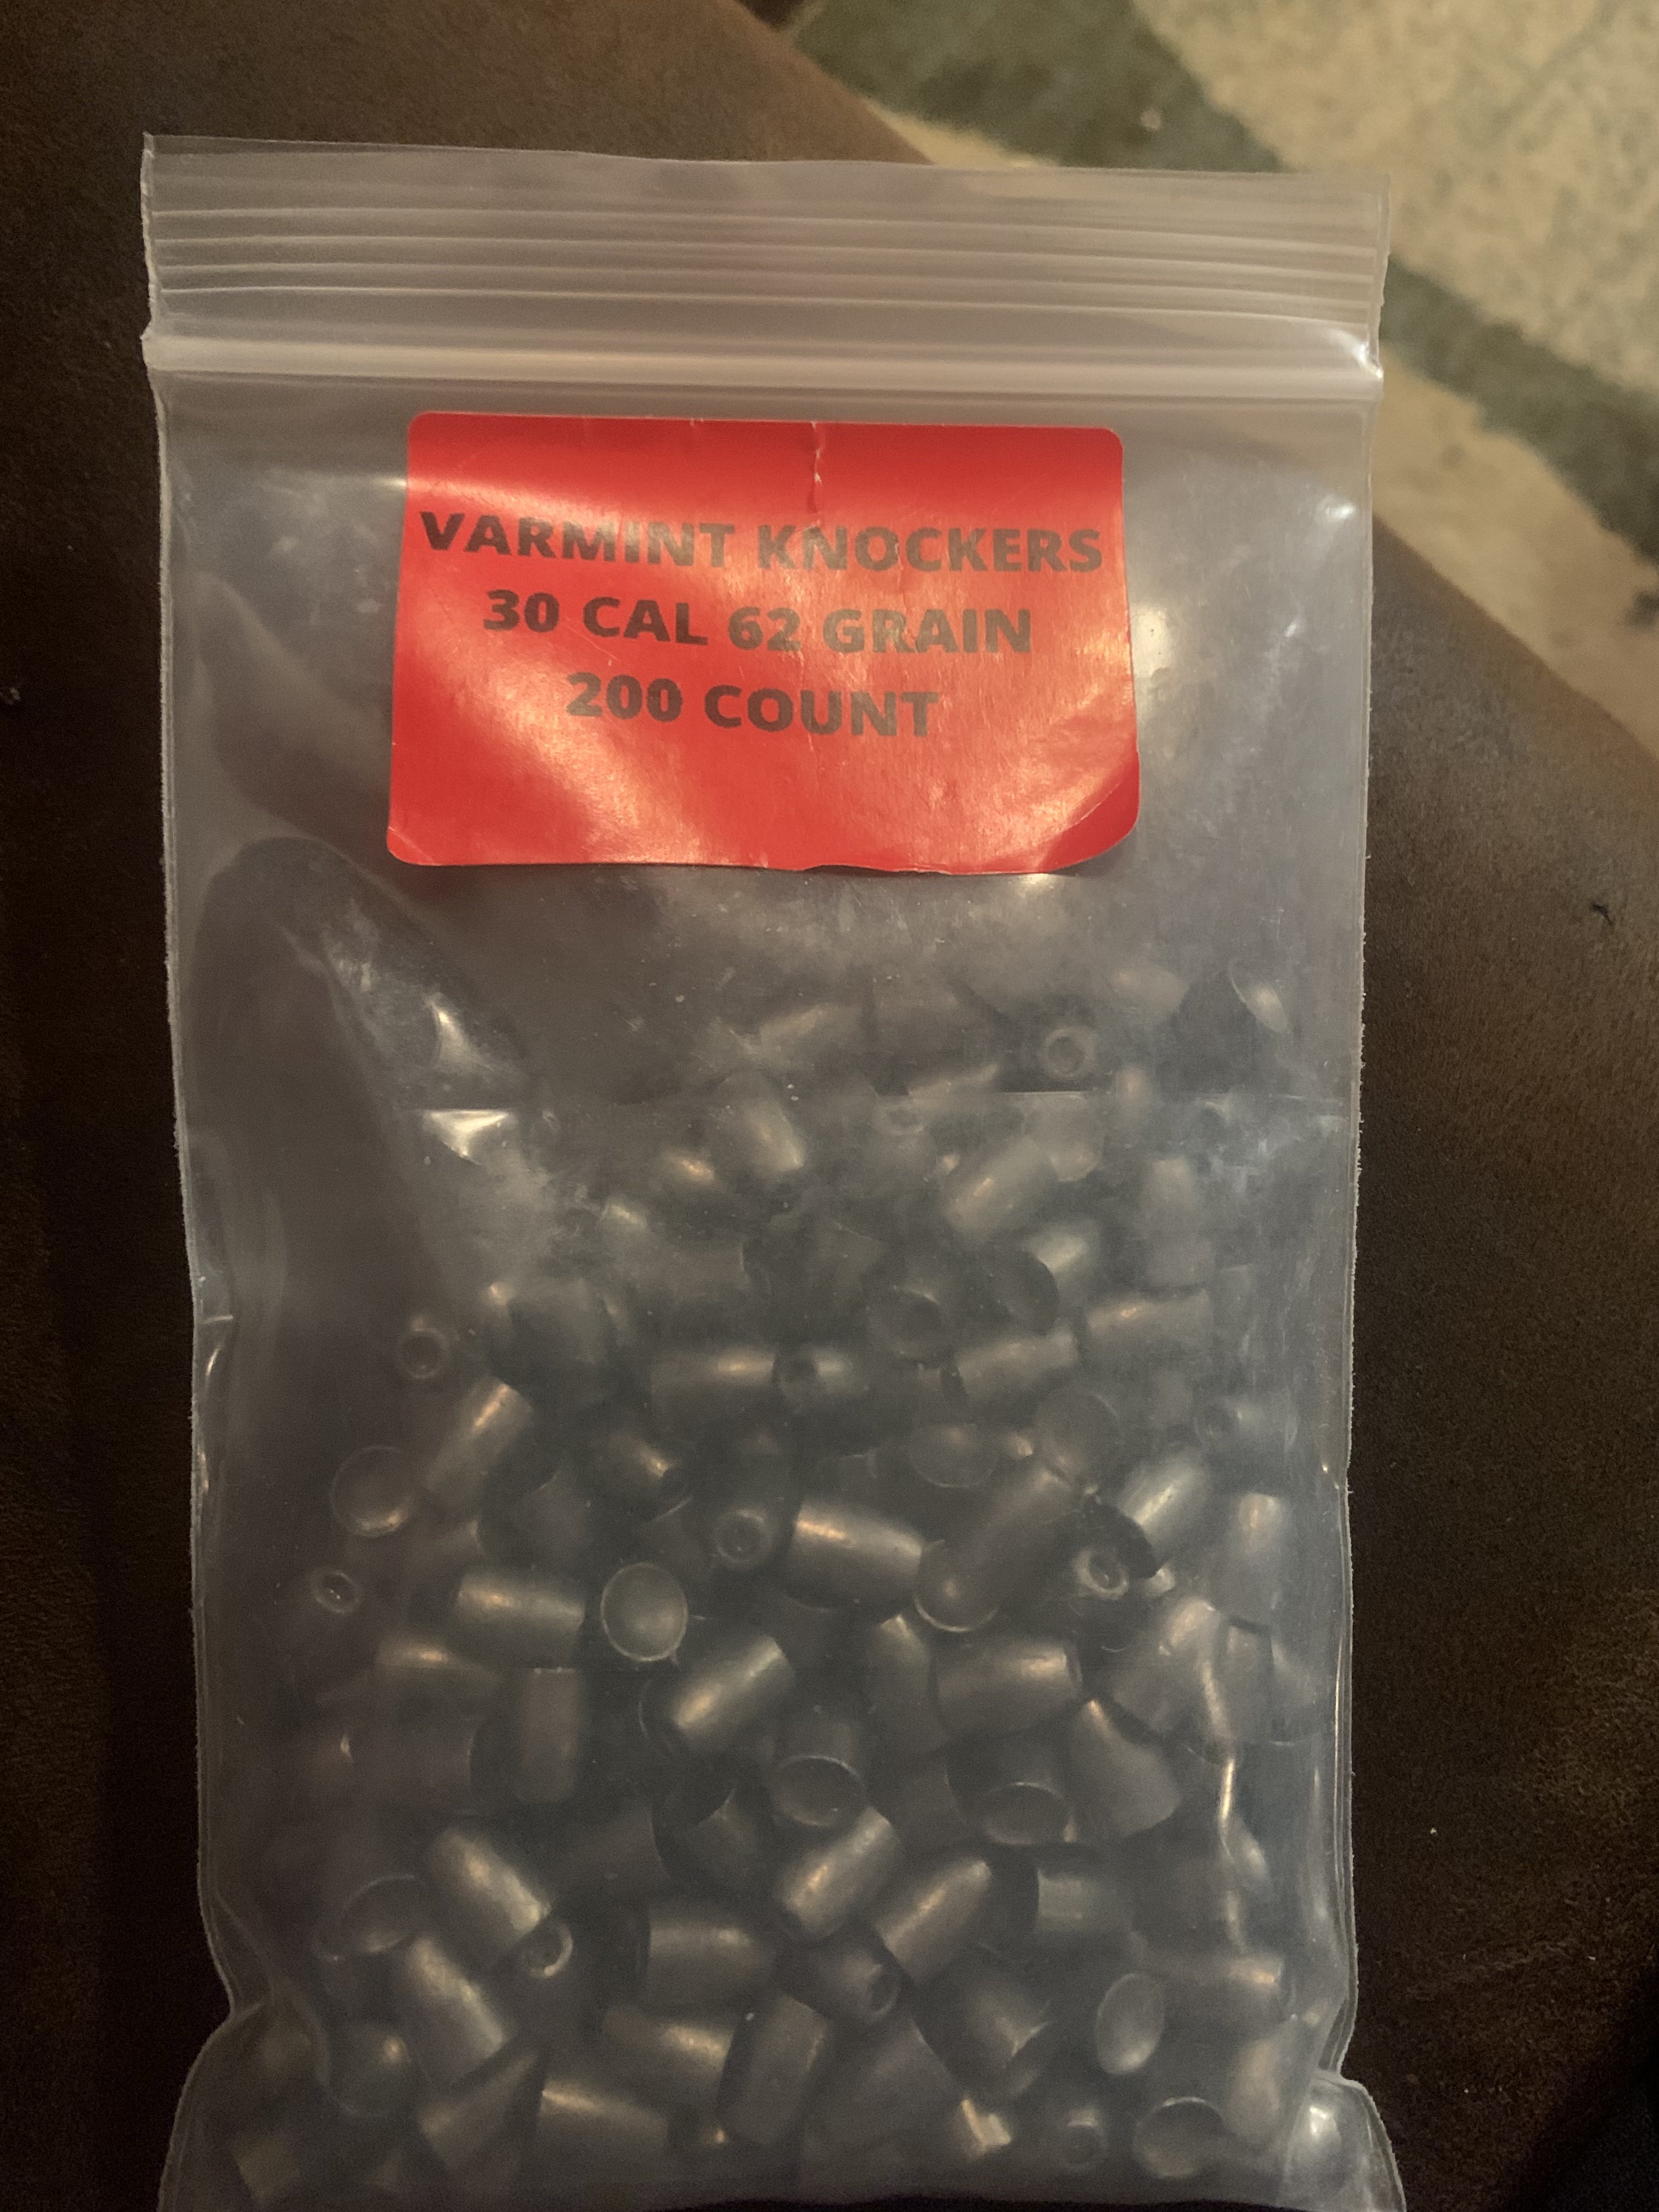 VARMINT KNOCKERS
30 CAL 62 GRAIN
200 COUNT